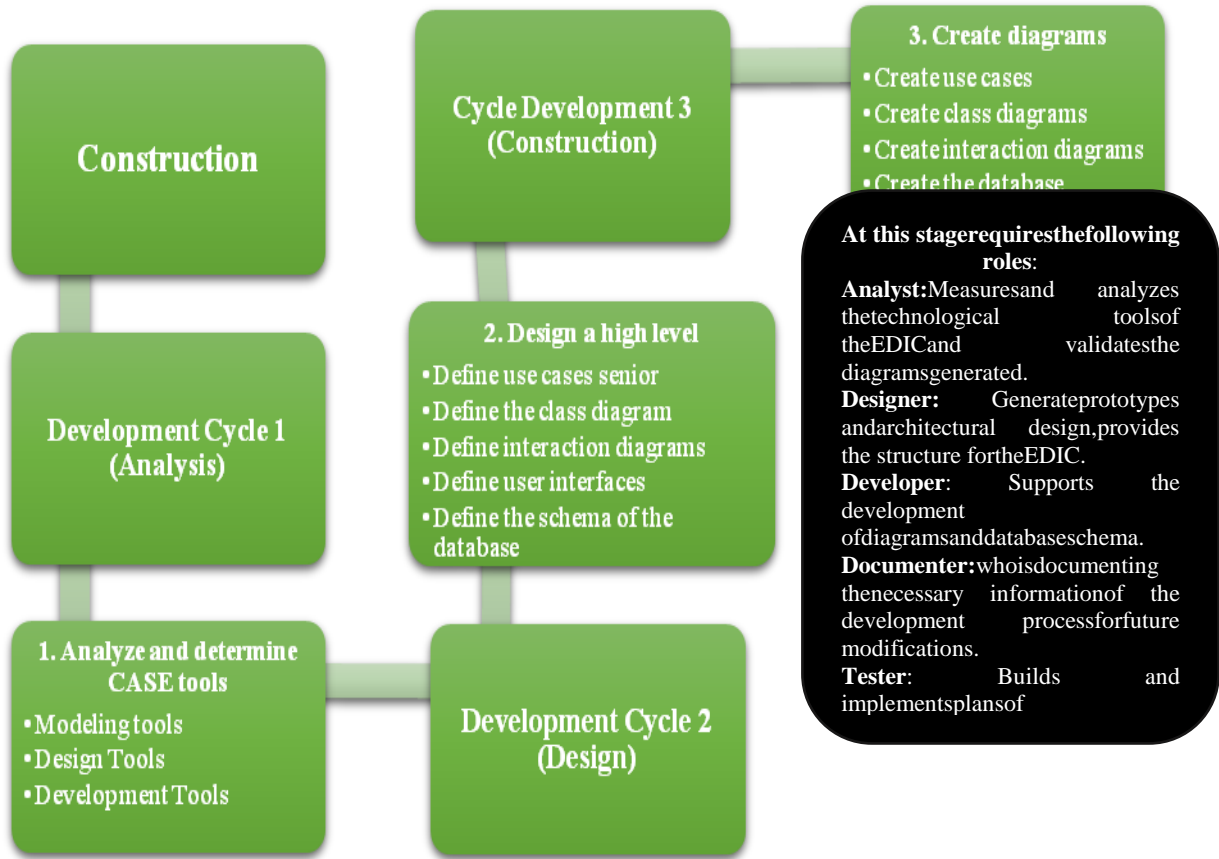 Construction
Development Cycle 1
(Analysis)
1. Analyze and determine
CASE tools
• Modeling tools
• Design Tools
• Development Tools
Development Cycle 2
(Design)
2. Design a high level
• Define use cases senior
• Define the class diagram
• Define interaction diagrams
• Define user interfaces
• Define the schema of the
database
Cycle Development 3
(Construction)
3. Create diagrams
• Create use cases
• Create class diagrams
• Create interaction diagrams
• Create the database
At this stagerequiresthefollowing
roles:
Analyst:Measuresand analyzes
thetechnological toolsof
theEDICand validatesthe
diagramsgenerated.
Designer: Generateprototypes
andarchitectural design,provides
the structure fortheEDIC.
Developer: Supports the
development
ofdiagramsanddatabaseschema.
Documenter:whoisdocumenting
thenecessary informationof the
development processforfuture
modifications.
Tester: Builds and
implementsplansof